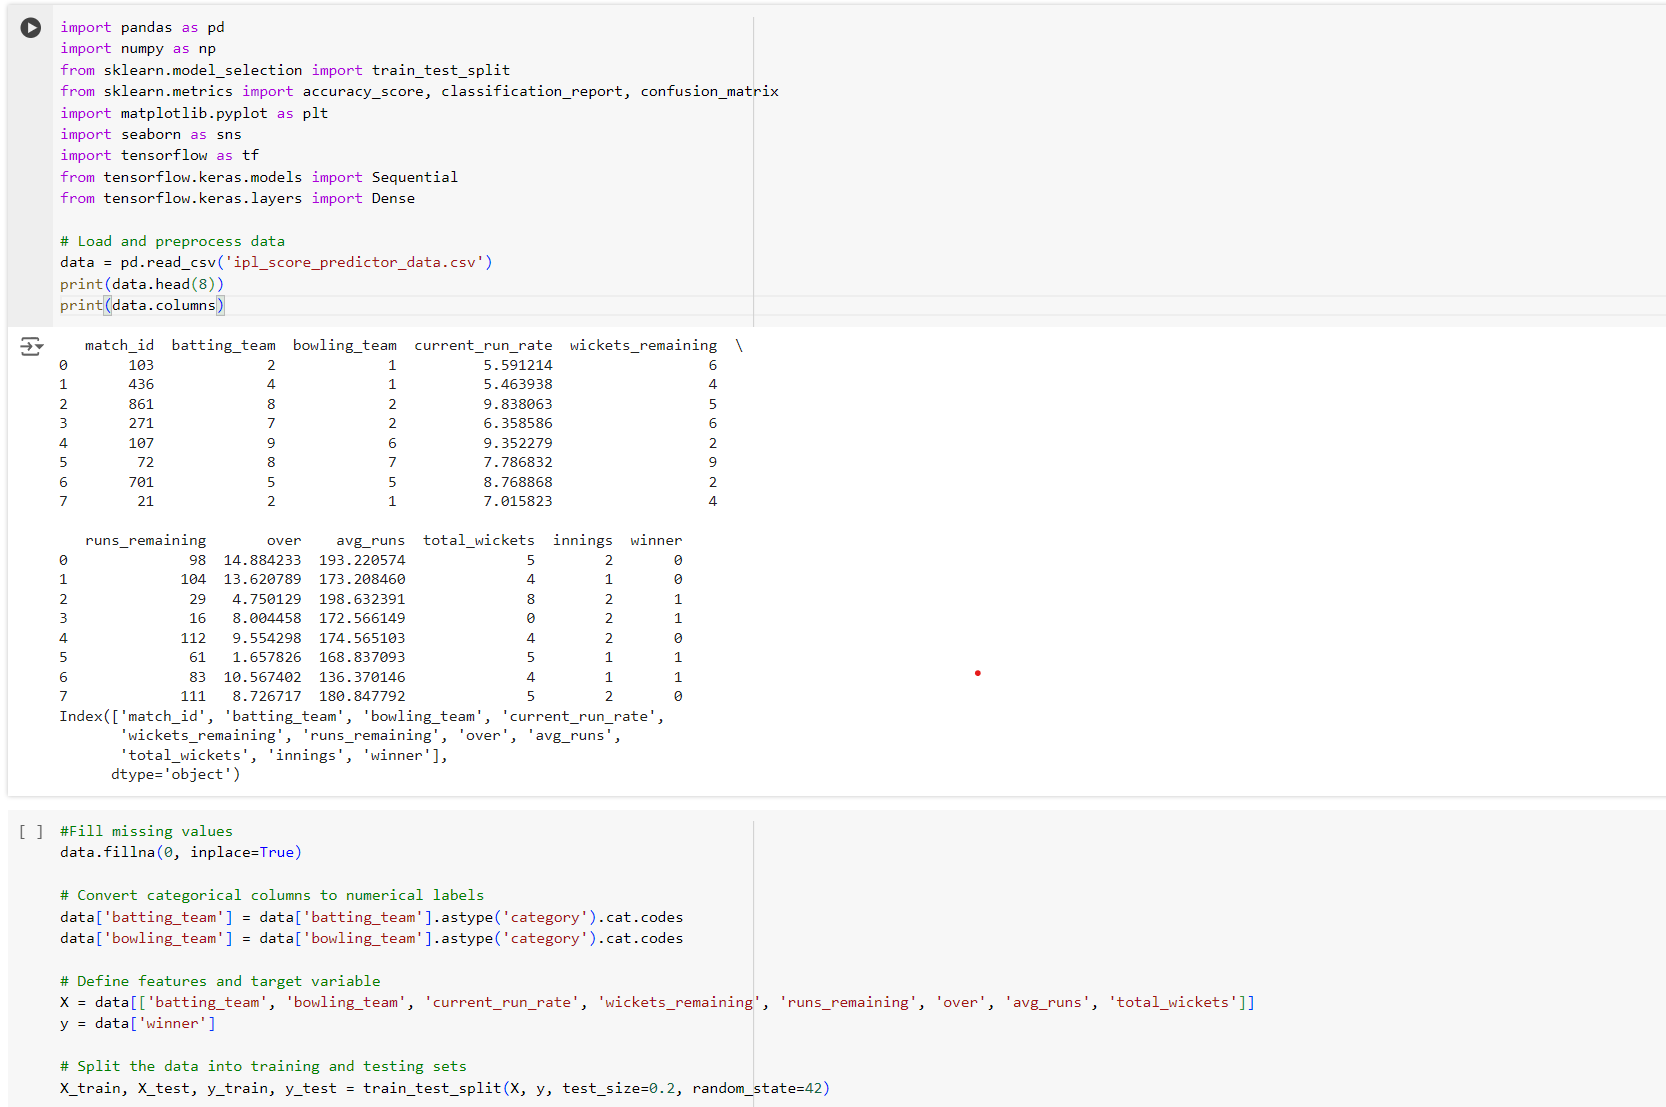 import pandas as pd
import numpy as np
from sklearn.model_selection import train_test_split
from sklearn.metrics import accuracy_score, classification_report, confusion_matrix
import matplotlib.pyplot as plt
import seaborn as sns
import tensorflow as tf
from tensorflow.keras.models import Sequential
from tensorflow.keras.layers import Dense

# Load and preprocess data
data = pd.read_csv('ipl_score_predictor_data.csv')
print(data.head(8))
print(data.columns)

   match_id  batting_team  bowling_team  current_run_rate  wickets_remaining  \
0       103             2             1          5.591214                  6
1       436             4             1          5.463938                  4
2       861             8             2          9.838063                  5
3       271             7             2          6.358586                  6
4       107             9             6          9.352279                  2
5        72             8             7          7.786832                  9
6       701             5             5          8.768868                  2
7        21             2             1          7.015823                  4

   runs_remaining       over    avg_runs  total_wickets  innings  winner
0              98  14.884233  193.220574              5        2       0
1             104  13.620789  173.208460              4        1       0
2              29   4.750129  198.632391              8        2       1
3              16   8.004458  172.566149              0        2       1
4             112   9.554298  174.565103              4        2       0
5              61   1.657826  168.837093              5        1       1
6              83  10.567402  136.370146              4        1       1
7             111   8.726717  180.847792              5        2       0
Index(['match_id', 'batting_team', 'bowling_team', 'current_run_rate',
       'wickets_remaining', 'runs_remaining', 'over', 'avg_runs',
       'total_wickets', 'innings', 'winner'],
      dtype='object')

[ ] #Fill missing values
data.fillna(0, inplace=True)

# Convert categorical columns to numerical labels
data['batting_team'] = data['batting_team'].astype('category').cat.codes
data['bowling_team'] = data['bowling_team'].astype('category').cat.codes

# Define features and target variable
X = data[['batting_team', 'bowling_team', 'current_run_rate', 'wickets_remaining', 'runs_remaining', 'over', 'avg_runs', 'total_wickets']]
y = data['winner']

# Split the data into training and testing sets
X_train, X_test, y_train, y_test = train_test_split(X, y, test_size=0.2, random_state=42)